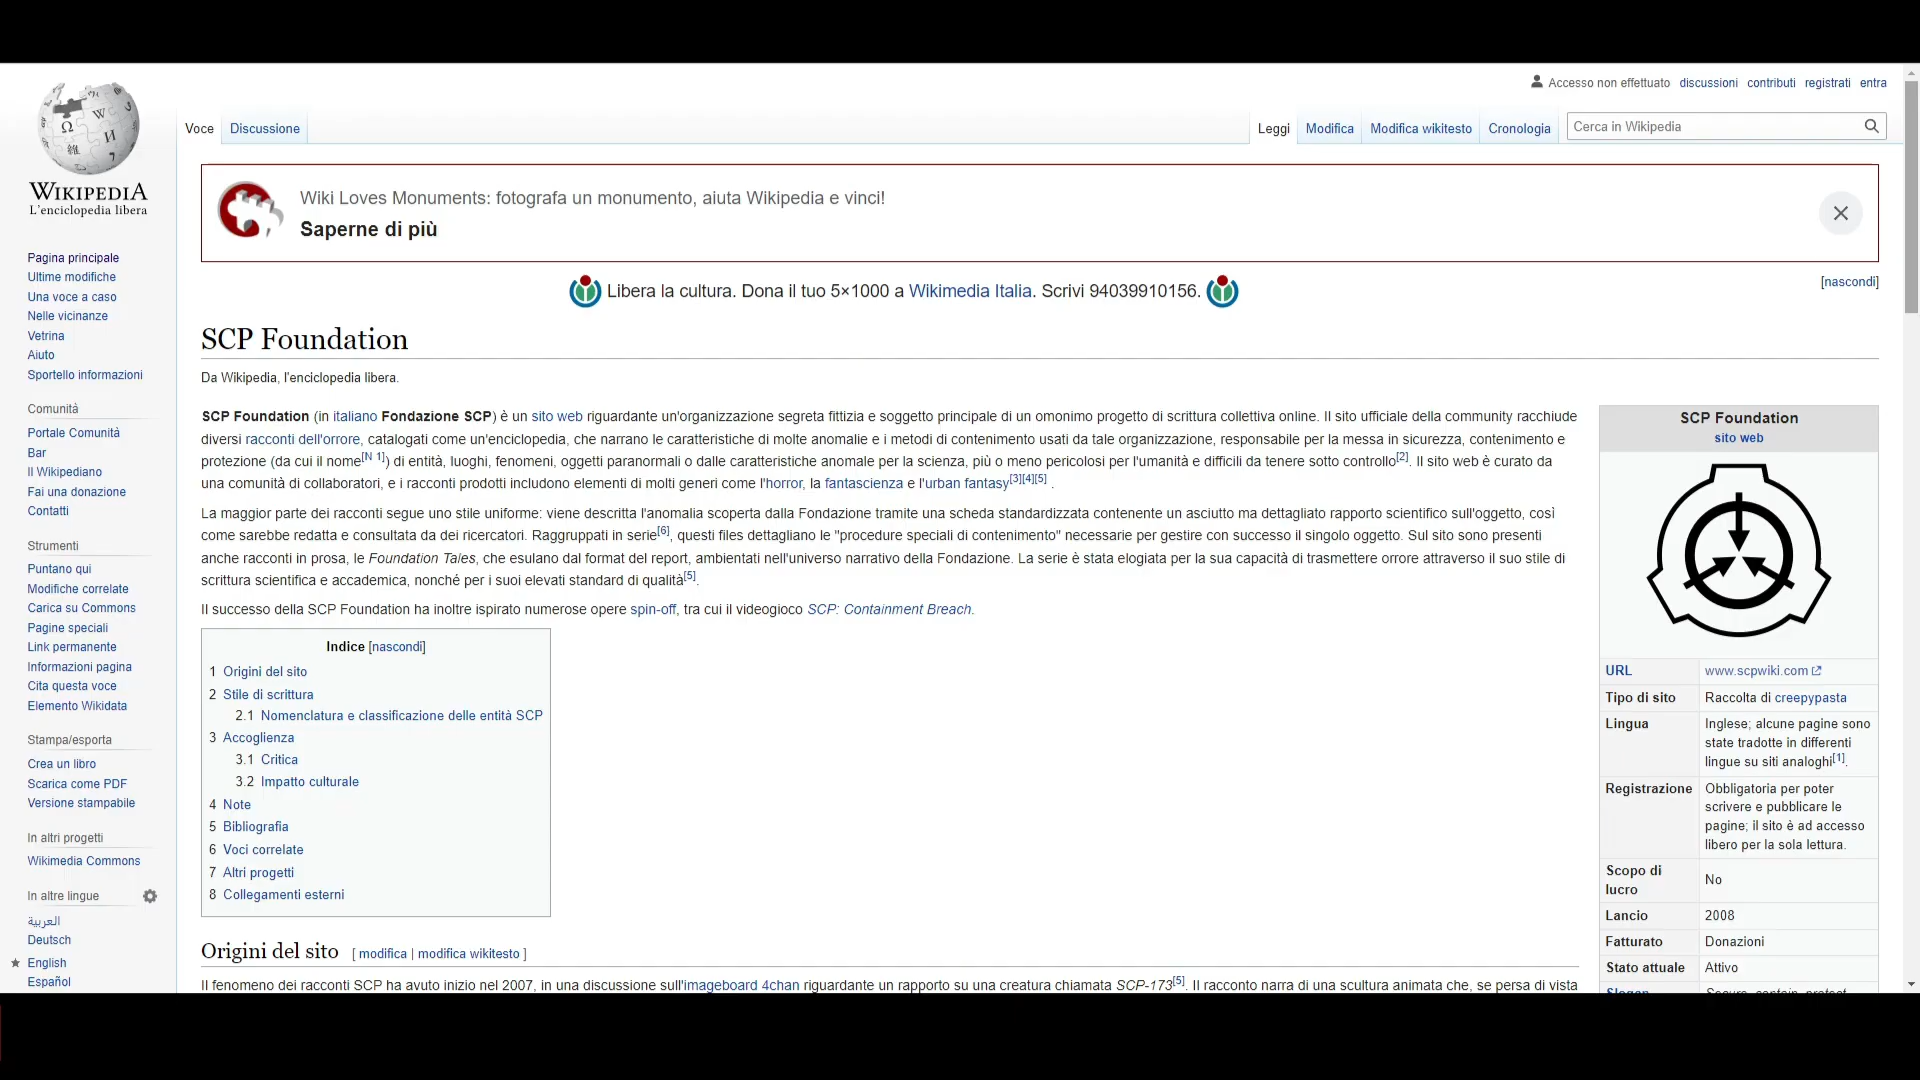 Accesso non effettuato discussioni contributi registrati entra
WIKIPEDIA
L'enciclopedia libera
Voce Discussione Leggi Modifica Modifica wikitesto Cronologia Cerca in Wikipedia
Wiki Loves Monuments: fotografa un monumento, aiuta Wikipedia e vinci!
Saperne di più
Libera la cultura. Dona il tuo 5×1000 a Wikimedia Italia. Scrivi 94039910156.
[nascondi]
Pagina principale
Ultime modifiche
Una voce a caso
Nelle vicinanze
Vetrina
Aiuto
Sportello informazioni
Comunità
Portale Comunità
Bar
Il Wikipediano
Fai una donazione
Contatti
Strumenti
Puntano qui
Modifiche correlate
Carica su Commons
Pagine speciali
Link permanente
Informazioni pagina
Cita questa voce
Elemento Wikidata
Stampa/esporta
Crea un libro
Scarica come PDF
Versione stampabile
In altri progetti
Wikimedia Commons
In altre lingue
العربية
Deutsch
English
Español
SCP Foundation
Da Wikipedia, l'enciclopedia libera.
SCP Foundation (in italiano Fondazione SCP) è un sito web riguardante un'organizzazione segreta fittizia e soggetto principale di un omonimo progetto di scrittura collettiva online. Il sito ufficiale della community racchiude
diversi racconti dell'orrore, catalogati come un'enciclopedia, che narrano le caratteristiche di molte anomalie e i metodi di contenimento usati da tale organizzazione, responsabile per la messa in sicurezza, contenimento e
protezione (da cui il nome[N 1]) di entità, luoghi, fenomeni, oggetti paranormali o dalle caratteristiche anomale per la scienza, più o meno pericolosi per l'umanità e difficili da tenere sotto controllo[2]. Il sito web è curato da
una comunità di collaboratori, e i racconti prodotti includono elementi di molti generi come l'horror, la fantascienza e l'urban fantasy[3][4][5] .
La maggior parte dei racconti segue uno stile uniforme: viene descritta l'anomalia scoperta dalla Fondazione tramite una scheda standardizzata contenente un asciutto ma dettagliato rapporto scientifico sull'oggetto, così
come sarebbe redatta e consultata da dei ricercatori. Raggruppati in serie[6], questi files dettagliano le "procedure speciali di contenimento" necessarie per gestire con successo il singolo oggetto. Sul sito sono presenti
anche racconti in prosa, le Foundation Tales, che esulano dal format del report, ambientati nell'universo narrativo della Fondazione. La serie è stata elogiata per la sua capacità di trasmettere orrore attraverso il suo stile di
scrittura scientifica e accademica, nonché per i suoi elevati standard di qualità[5].
Il successo della SCP Foundation ha inoltre ispirato numerose opere spin-off, tra cui il videogioco SCP: Containment Breach.
Indice [nascondi]
1 Origini del sito
2 Stile di scrittura
2.1 Nomenclatura e classificazione delle entità SCP
3 Accoglienza
3.1 Critica
3.2 Impatto culturale
4 Note
5 Bibliografia
6 Voci correlate
7 Altri progetti
8 Collegamenti esterni
Origini del sito [ modifica | modifica wikitesto ]
Il fenomeno dei racconti SCP ha avuto inizio nel 2007, in una discussione sull'imageboard 4chan riguardante un rapporto su una creatura chiamata SCP-173[5]. Il racconto narra di una scultura animata che, se persa di vista
SCP Foundation
sito web
URL www.scpwiki.com
Tipo di sito Raccolta di creepypasta
Lingua Inglese; alcune pagine sono
state tradotte in differenti
lingue su siti analoghi[1].
Registrazione Obbligatoria per poter
scrivere e pubblicare le
pagine; il sito è ad accesso
libero per la sola lettura.
Scopo di
lucro No
Lancio 2008
Fatturato Donazioni
Stato attuale Attivo
Slogan Secure, contain, protect